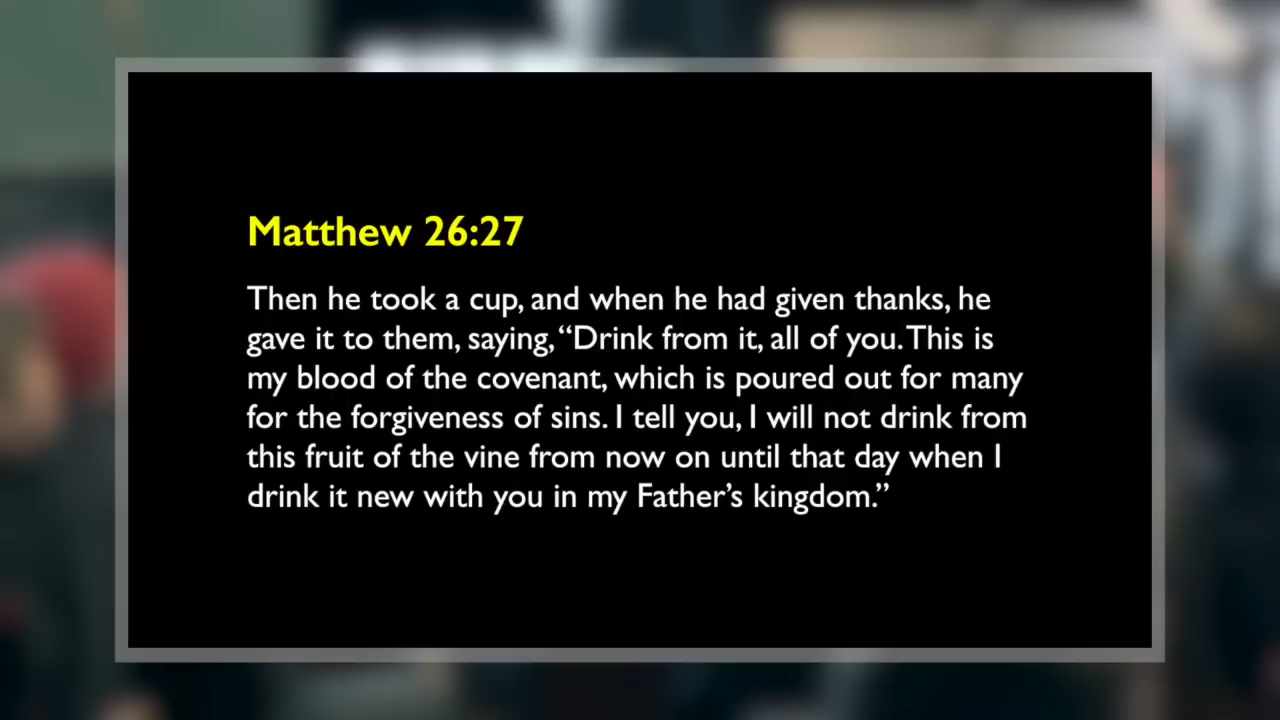 Matthew 26:27
Then he took a cup, and when he had given thanks, he
gave it to them, saying, “Drink from it, all of you. This is
my blood of the covenant, which is poured out for many
for the forgiveness of sins. I tell you, I will not drink from
this fruit of the vine from now on until that day when I
drink it new with you in my Father’s kingdom.”